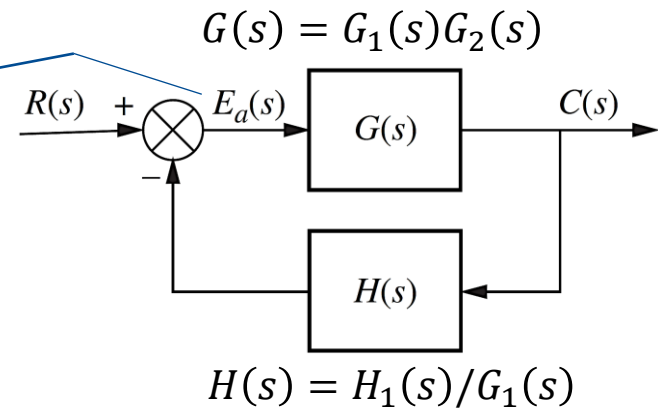 G(s) = G₁(s)G₂(s)
R(s) + Eₐ(s) G(s) C(s)
−
H(s)
H(s) = H₁(s)/G₁(s)